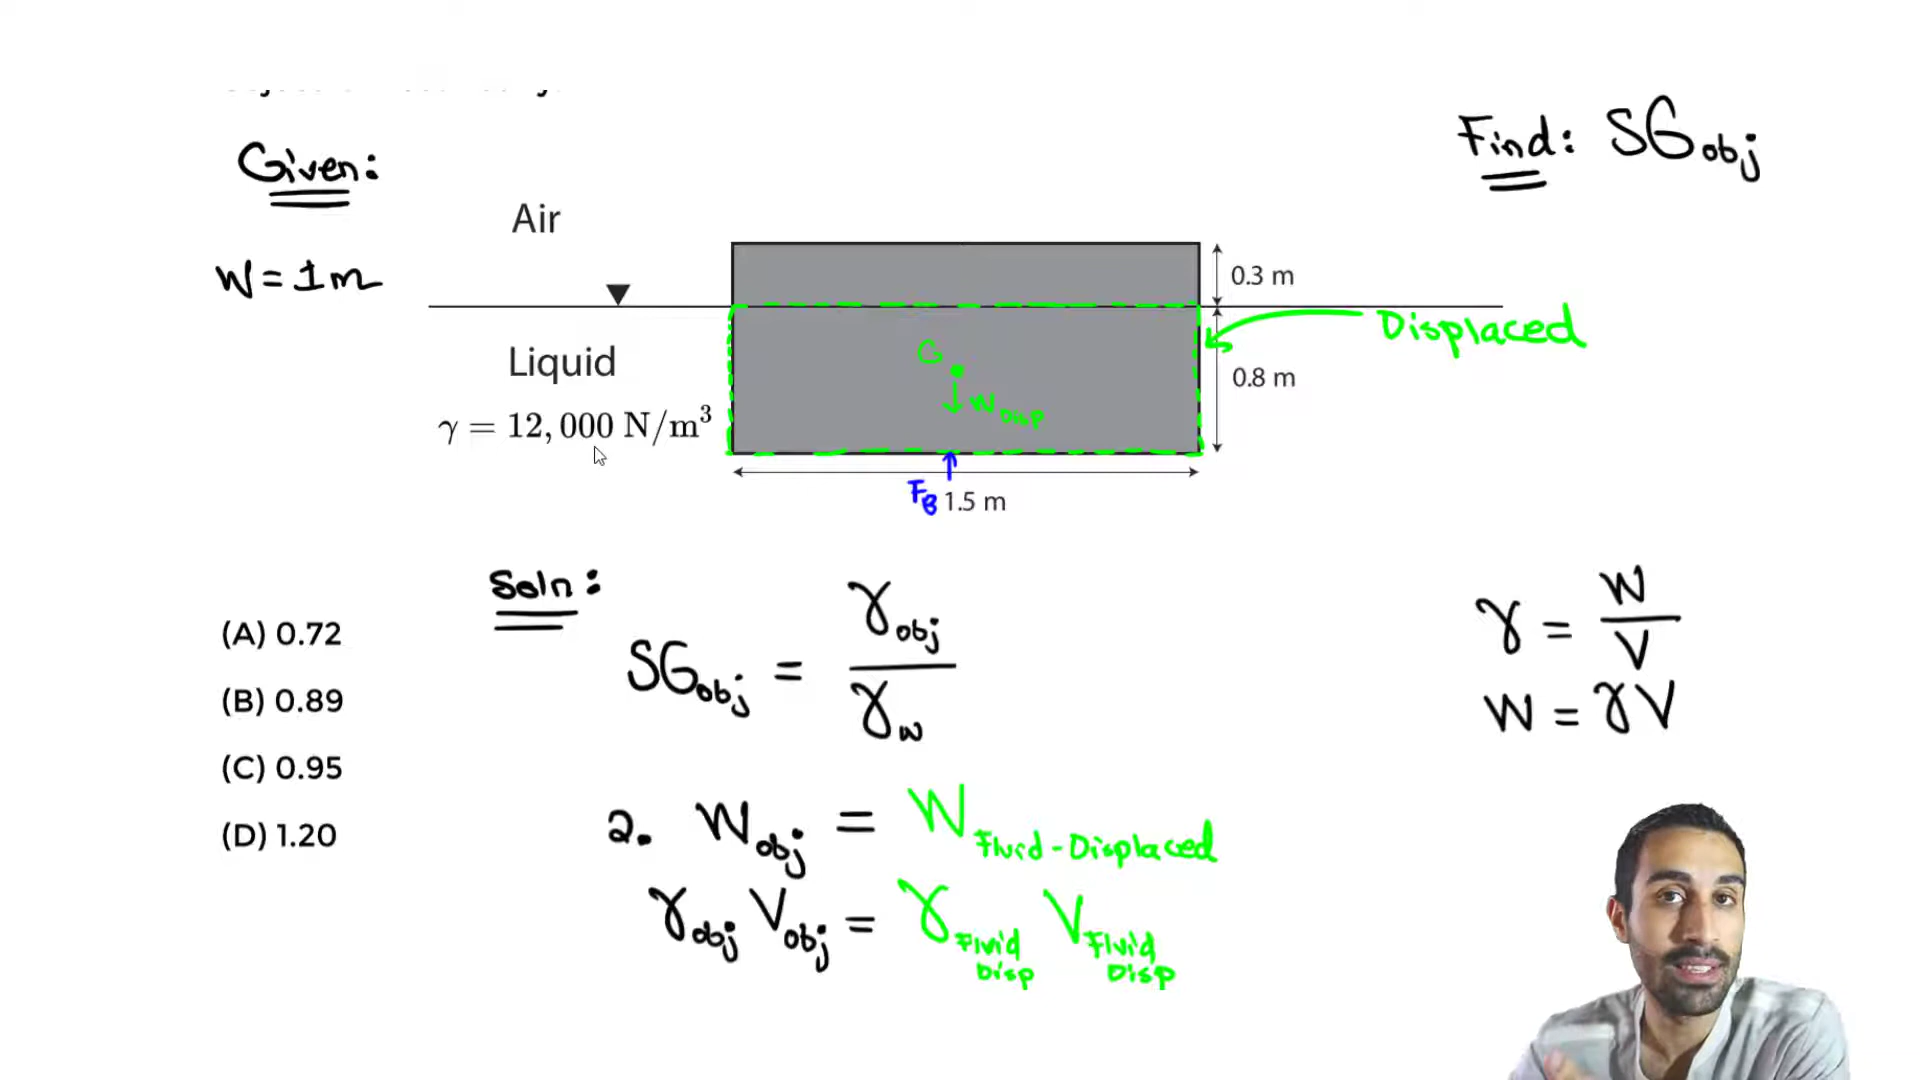 Given:
Find: SG_obj
Air
W = 1m
0.3 m
Displaced
Liquid
G
0.8 m
W_Disp
γ = 12,000 N/m³
F_B 1.5 m
Soln:
SG_obj = γ_obj / γ_w
γ = W / V
W = γV
(A) 0.72
(B) 0.89
(C) 0.95
(D) 1.20
2. W_obj = W_Fluid-Displaced
γ_obj V_obj = γ_Fluid Disp V_Fluid Disp